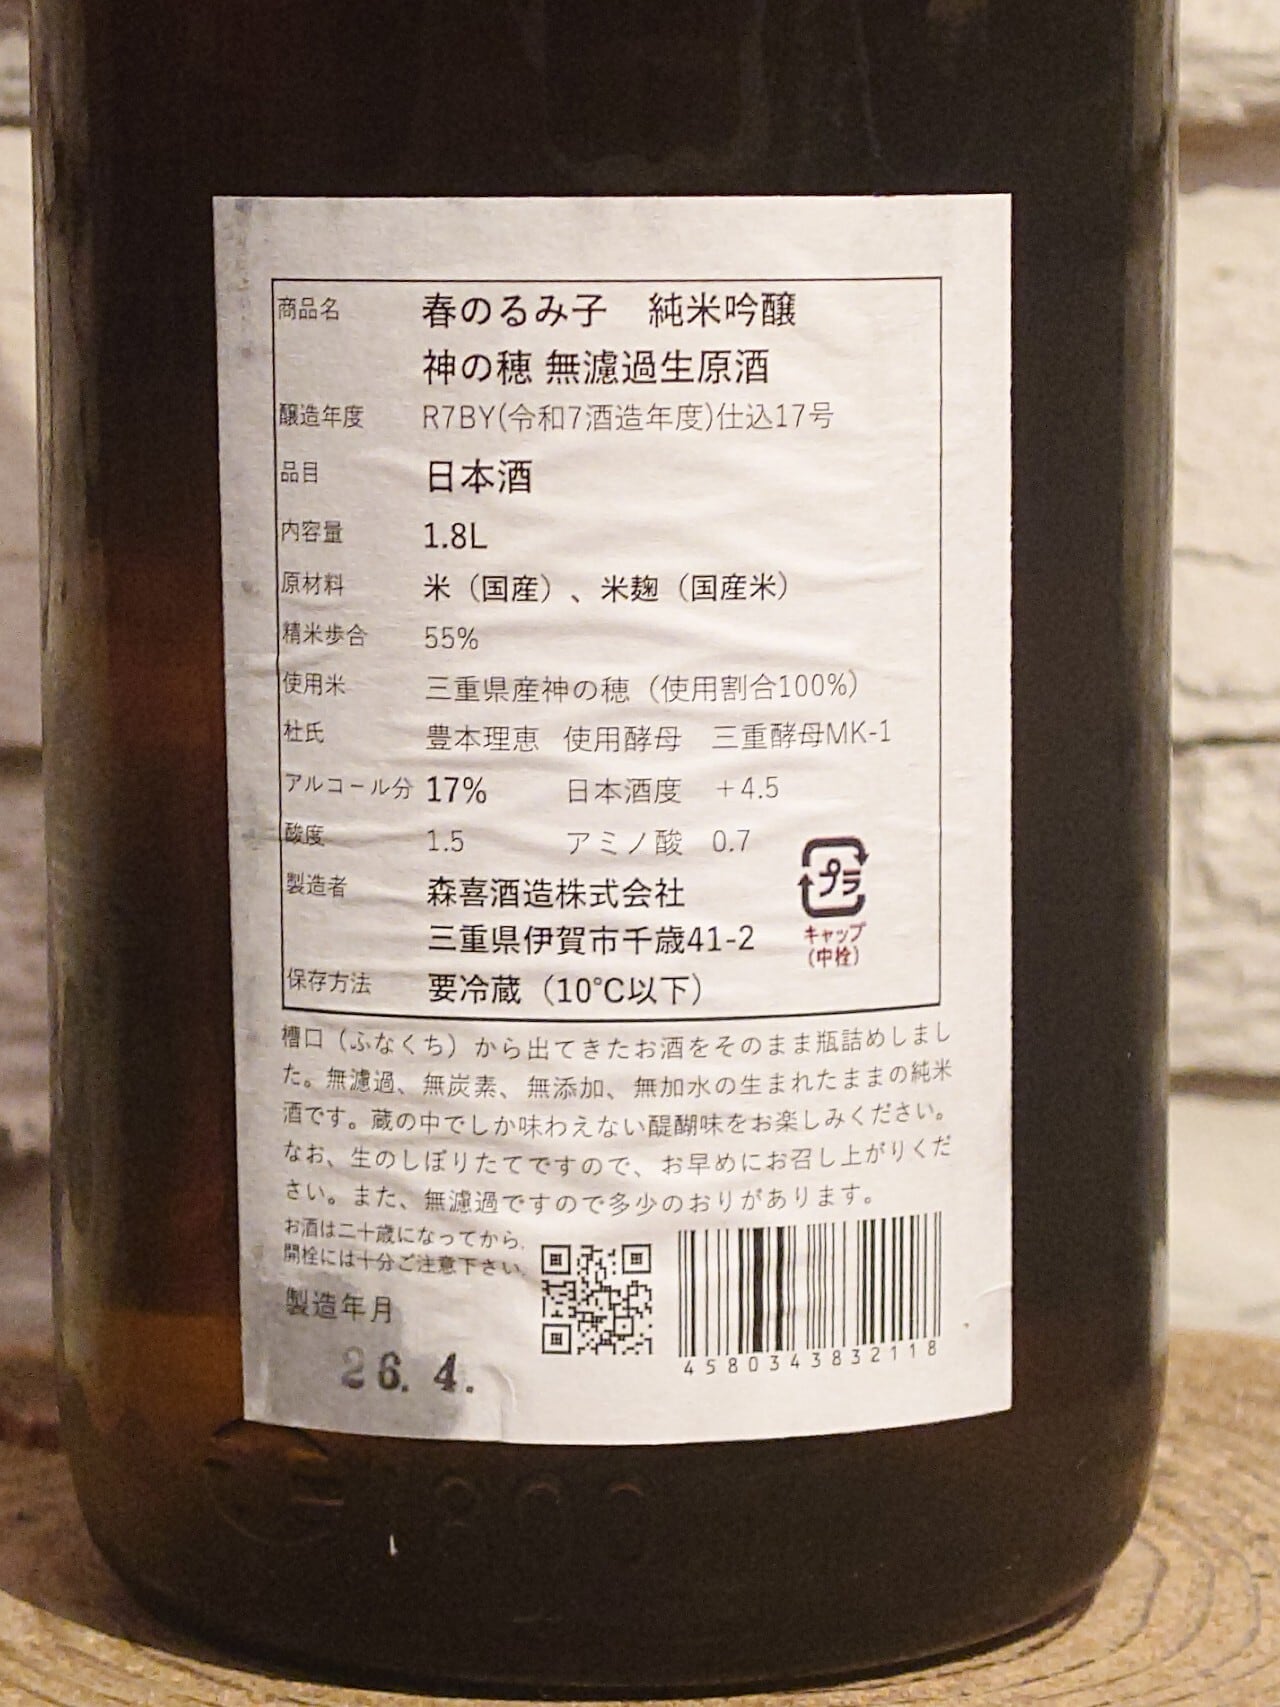 商品名 春のるみ子 純米吟醸
神の穂 無濾過生原酒
醸造年度 R7BY(令和7酒造年度)仕込17号
品目 日本酒
内容量 1.8L
原材料 米（国産）、米麹（国産米）
精米歩合 55%
使用米 三重県産神の穂（使用割合100%）
杜氏 豊本理恵 使用酵母 三重酵母MK-1
アルコール分 17% 日本酒度 +4.5
酸度 1.5 アミノ酸 0.7
製造者 森喜酒造株式会社
三重県伊賀市千歳41-2
プラ
キャップ
(中栓)
保存方法 要冷蔵（10℃以下）
槽口（ふなくち）から出てきたお酒をそのまま瓶詰めしまし
た。無濾過、無炭素、無添加、無加水の生まれたままの純米
酒です。蔵の中でしか味わえない醍醐味をお楽しみください。
なお、生のしぼりたてですので、お早めにお召し上がりくだ
さい。また、無濾過ですので多少のおりがあります。
お酒は二十歳になってから.
開栓には十分ご注意下さい.
製造年月
26. 4.
4580343832118